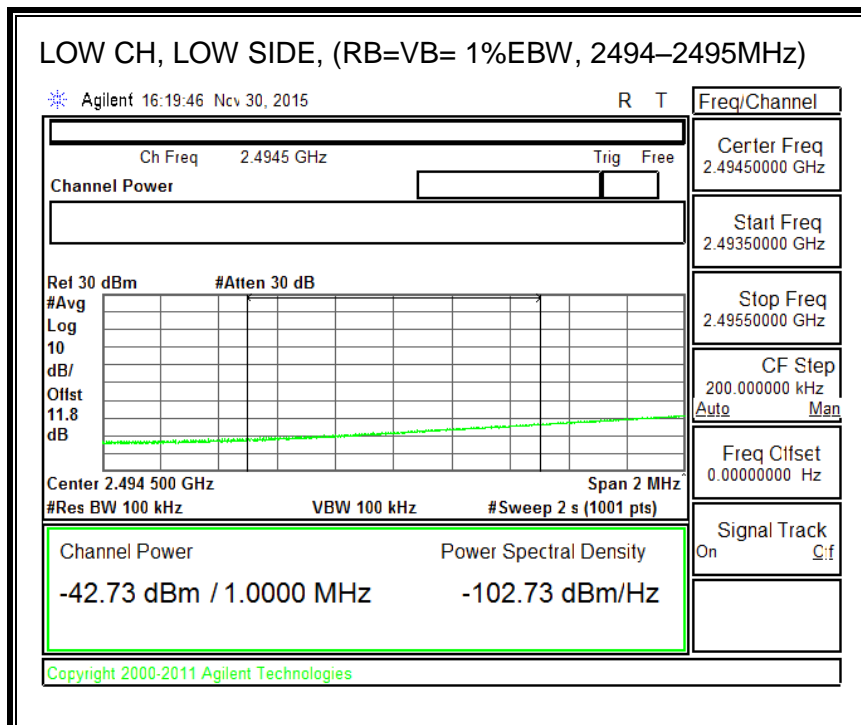 LOW CH, LOW SIDE, (RB=VB= 1%EBW, 2494–2495MHz)
Agilent 16:19:46 Nov 30, 2015 R T
Freq/Channel
Ch Freq 2.4945 GHz Trig Free
Channel Power
Center Freq
2.49450000 GHz
Start Freq
2.49350000 GHz
Stop Freq
2.49550000 GHz
CF Step
200.000000 kHz
Auto Man
Freq Offset
0.00000000 Hz
Signal Track
On Off
Ref 30 dBm #Atten 30 dB
#Avg
Log
10
dB/
Offst
11.8
dB
Center 2.494 500 GHz Span 2 MHz
#Res BW 100 kHz VBW 100 kHz #Sweep 2 s (1001 pts)
Channel Power Power Spectral Density
-42.73 dBm / 1.0000 MHz -102.73 dBm/Hz
Copyright 2000-2011 Agilent Technologies